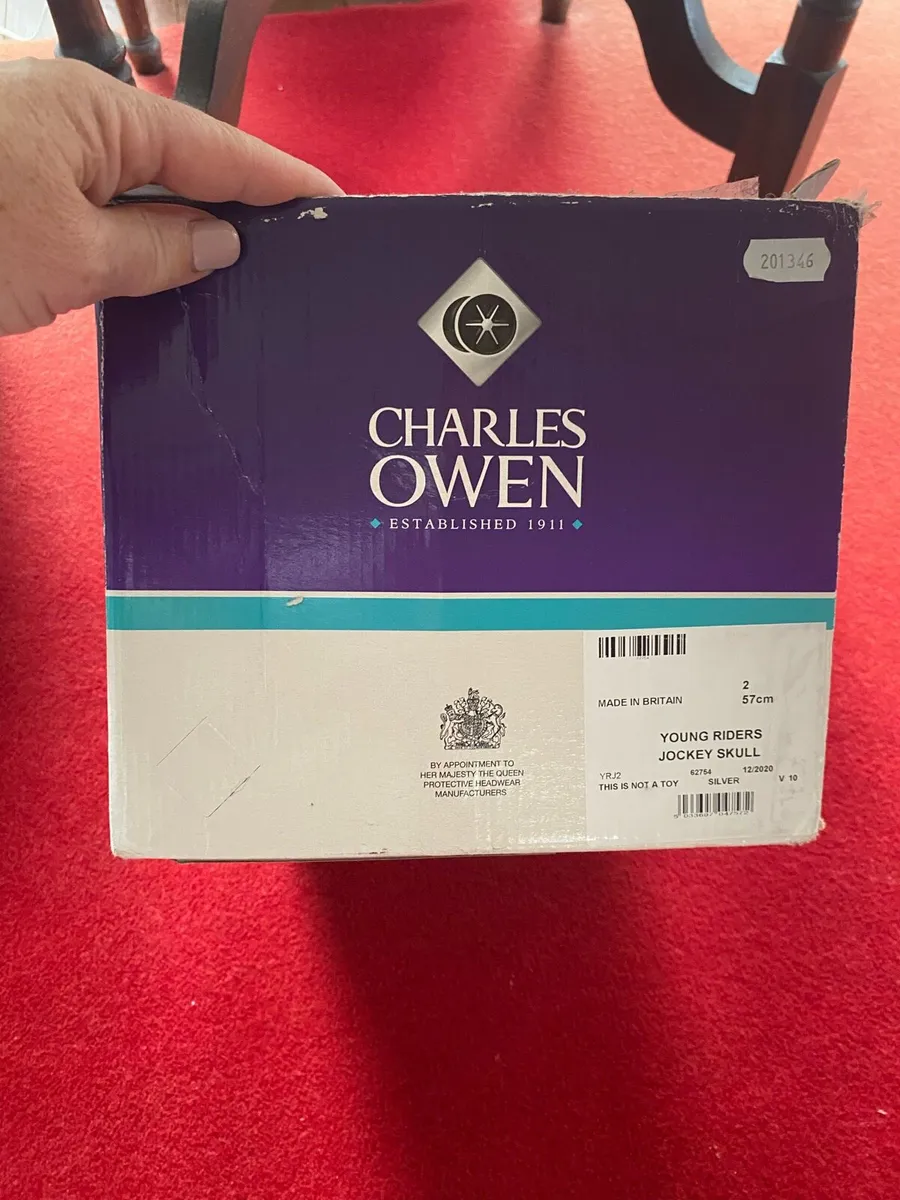 201346
CHARLES
OWEN
ESTABLISHED 1911
2
MADE IN BRITAIN 57cm
YOUNG RIDERS
JOCKEY SKULL
YRJ2 62754 12/2020
THIS IS NOT A TOY SILVER V 10
BY APPOINTMENT TO
HER MAJESTY THE QUEEN
PROTECTIVE HEADWEAR
MANUFACTURERS